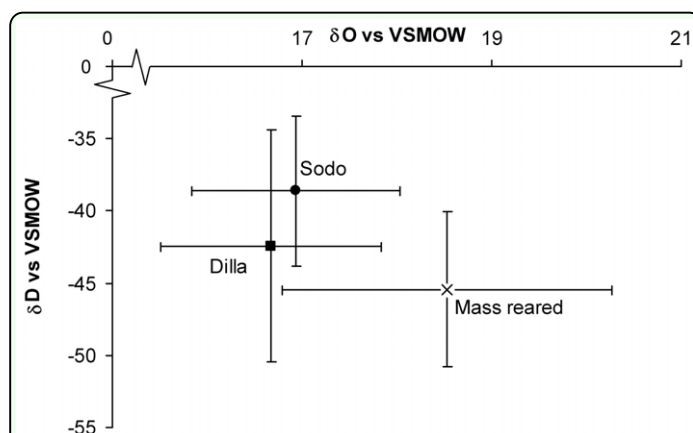 0 17 δO vs VSMOW 19 21
0
-35
Sodo
-40
Dilla
-45
Mass reared
-50
-55
δD vs VSMOW